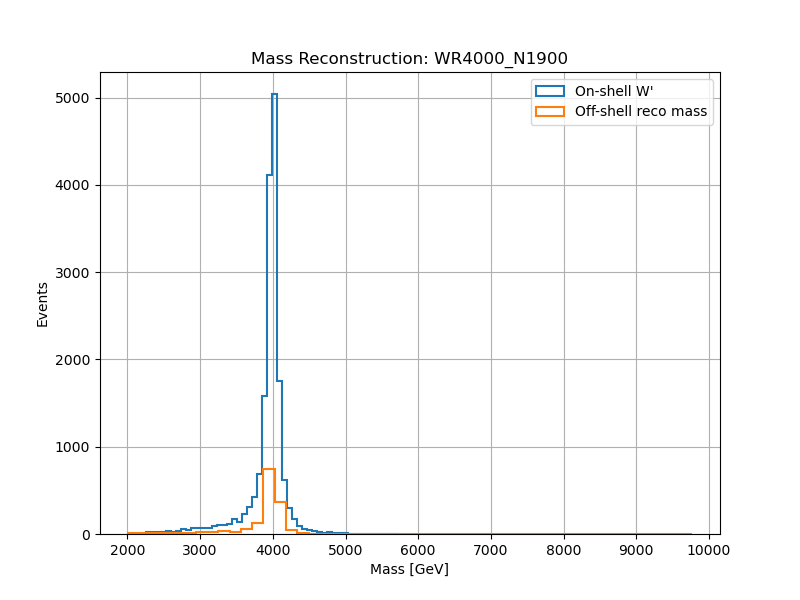 Mass Reconstruction: WR4000_N1900
On-shell W'
Off-shell reco mass
Events
5000
4000
3000
2000
1000
0
2000 3000 4000 5000 6000 7000 8000 9000 10000
Mass [GeV]